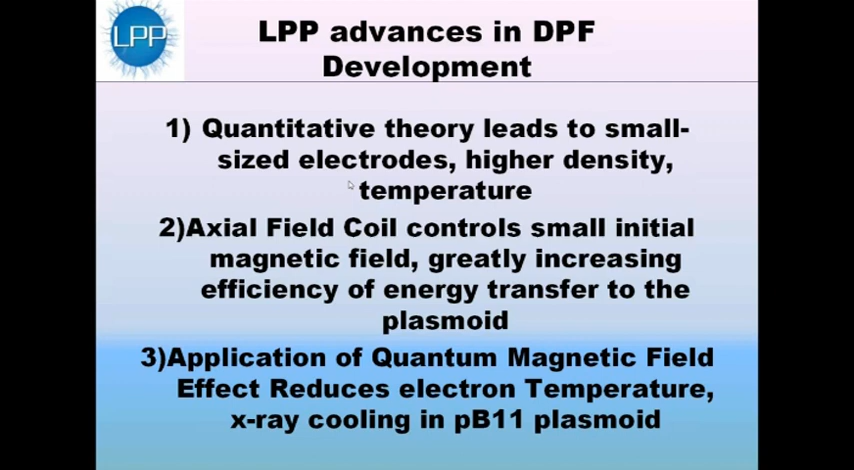 LPP
LPP advances in DPF
Development
1) Quantitative theory leads to small-
sized electrodes, higher density,
temperature
2)Axial Field Coil controls small initial
magnetic field, greatly increasing
efficiency of energy transfer to the
plasmoid
3)Application of Quantum Magnetic Field
Effect Reduces electron Temperature,
x-ray cooling in pB11 plasmoid